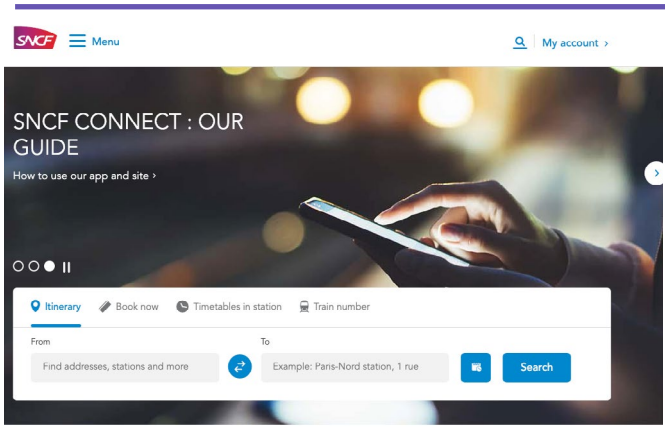 SNCF
Menu
My account
SNCF CONNECT : OUR
GUIDE
How to use our app and site
Itinerary
Book now
Timetables in station
Train number
From
To
Find addresses, stations and more
Example: Paris-Nord station, 1 rue
Search